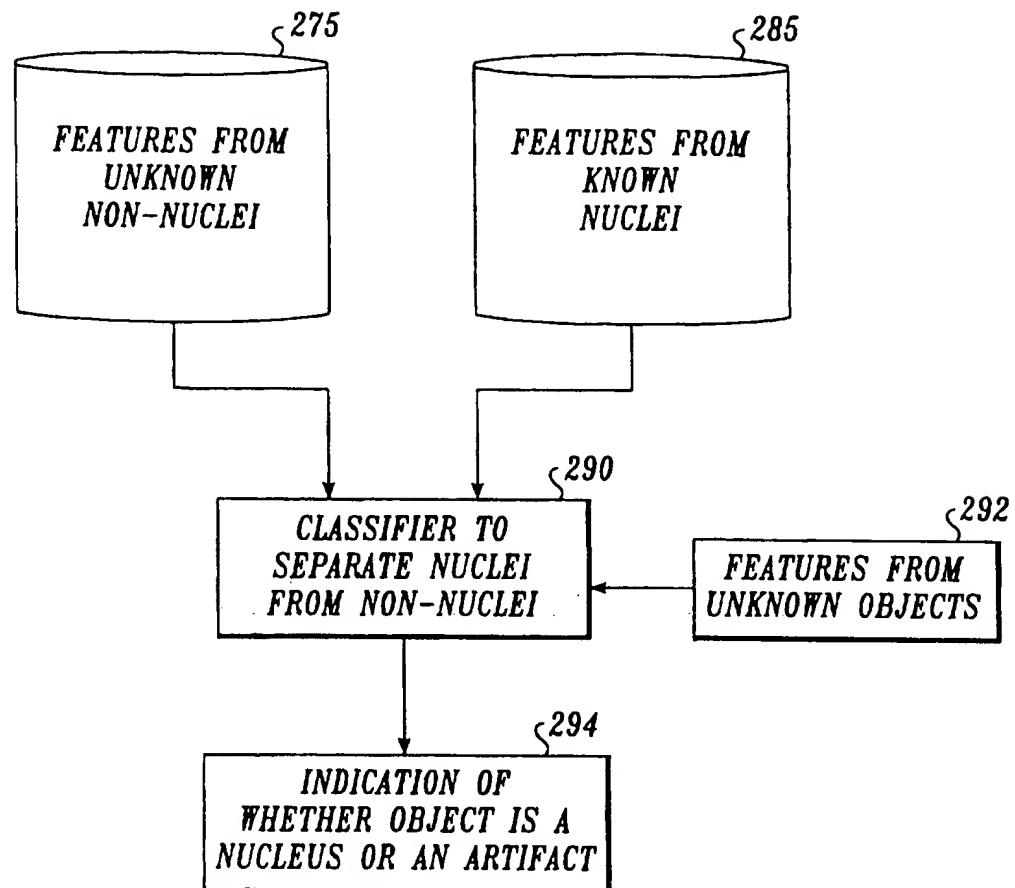 275
285
FEATURES FROM
UNKNOWN
NON-NUCLEI
FEATURES FROM
KNOWN
NUCLEI
290
CLASSIFIER TO
SEPARATE NUCLEI
FROM NON-NUCLEI
292
FEATURES FROM
UNKNOWN OBJECTS
294
INDICATION OF
WHETHER OBJECT IS A
NUCLEUS OR AN ARTIFACT